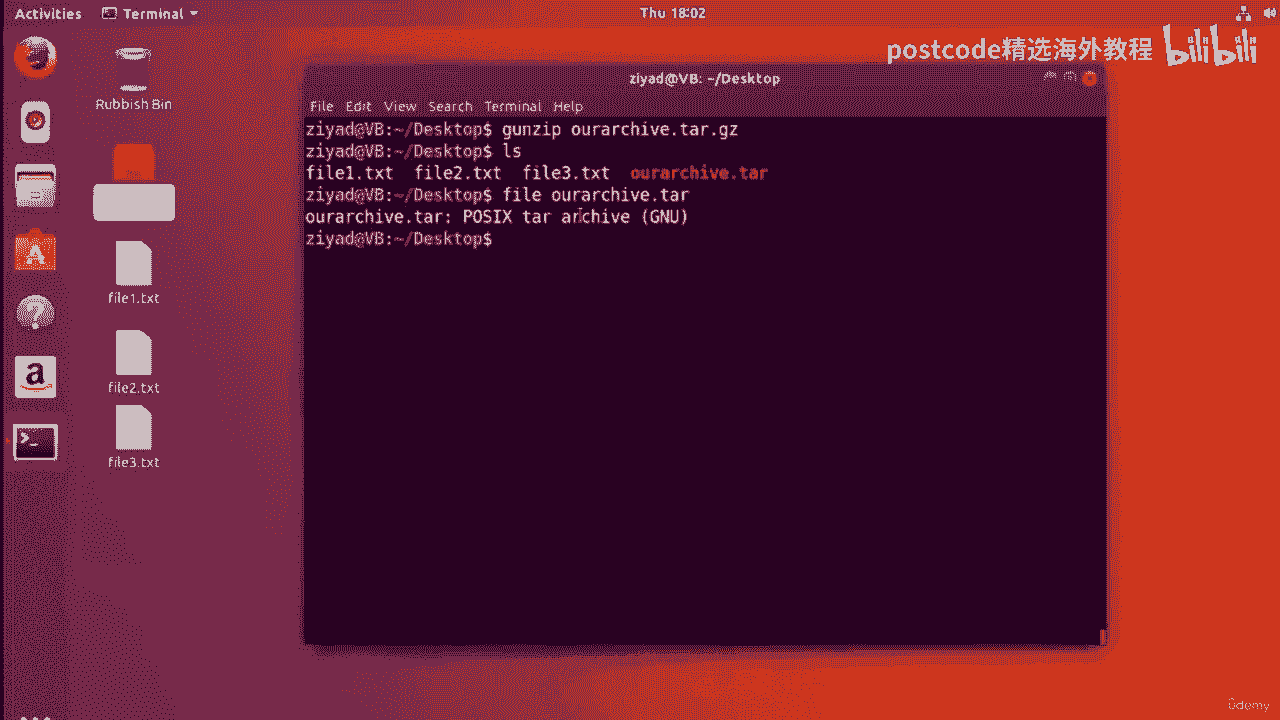 Activities Terminal Thu 18:02
postcode精选海外教程 bilibili
Rubbish Bin
file1.txt
file2.txt
file3.txt
ziyad@VB: ~/Desktop
File Edit View Search Terminal Help
ziyad@VB:~/Desktop$ gunzip ourarchive.tar.gz
ziyad@VB:~/Desktop$ ls
file1.txt file2.txt file3.txt ourarchive.tar
ziyad@VB:~/Desktop$ file ourarchive.tar
ourarchive.tar: POSIX tar archive (GNU)
ziyad@VB:~/Desktop$
Udemy